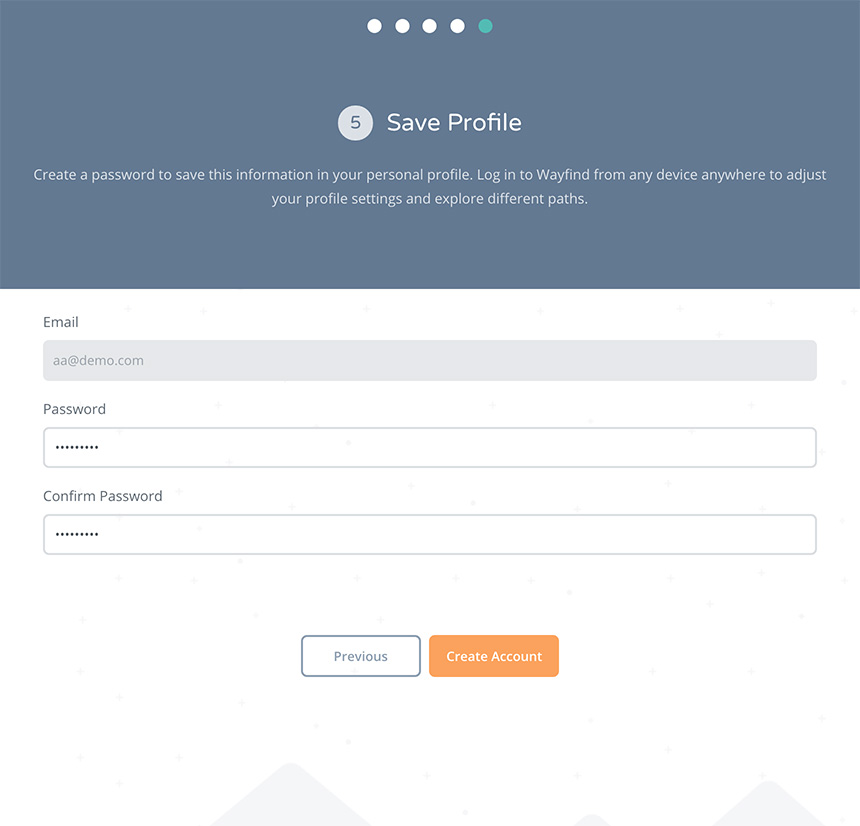 5 Save Profile
Create a password to save this information in your personal profile. Log in to Wayfind from any device anywhere to adjust
your profile settings and explore different paths.
Email
aa@demo.com
Password
•••••••••
Confirm Password
•••••••••
Previous Create Account